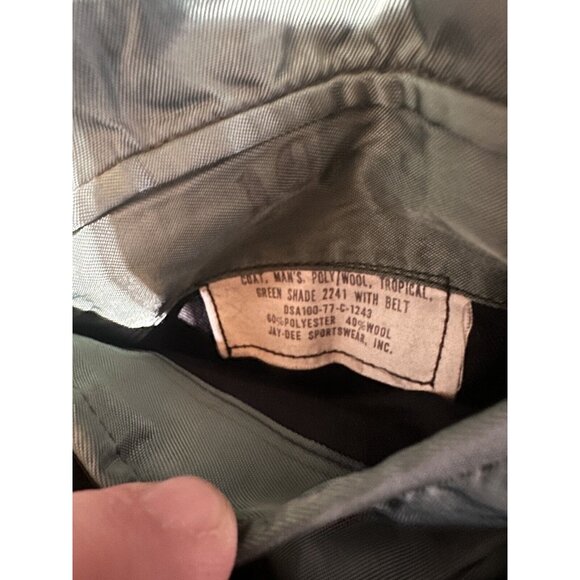 COAT, MAN'S, POLY/WOOL, TROPICAL,
GREEN SHADE 2241 WITH BELT
DSA100-77-C-1243
60%POLYESTER 40%WOOL
JAY-DEE SPORTSWEAR, INC.